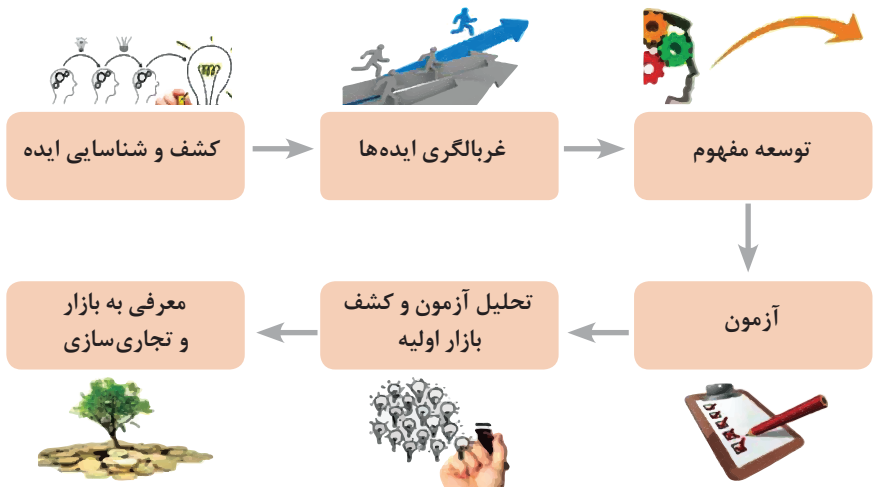 کشف و شناسایی ایده
غربالگری ایده‌ها
توسعه مفهوم
آزمون
تحلیل آزمون و کشف
بازار اولیه
معرفی به بازار
و تجاری‌سازی